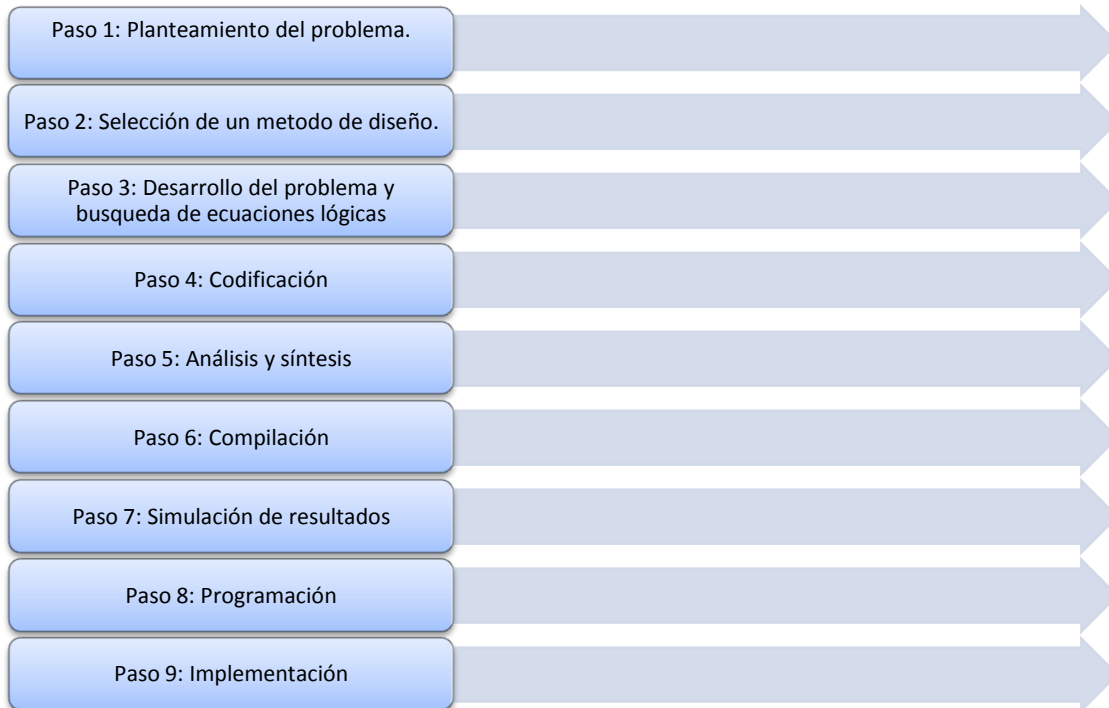 Paso 1: Planteamiento del problema.
Paso 2: Selección de un metodo de diseño.
Paso 3: Desarrollo del problema y
busqueda de ecuaciones lógicas
Paso 4: Codificación
Paso 5: Análisis y síntesis
Paso 6: Compilación
Paso 7: Simulación de resultados
Paso 8: Programación
Paso 9: Implementación